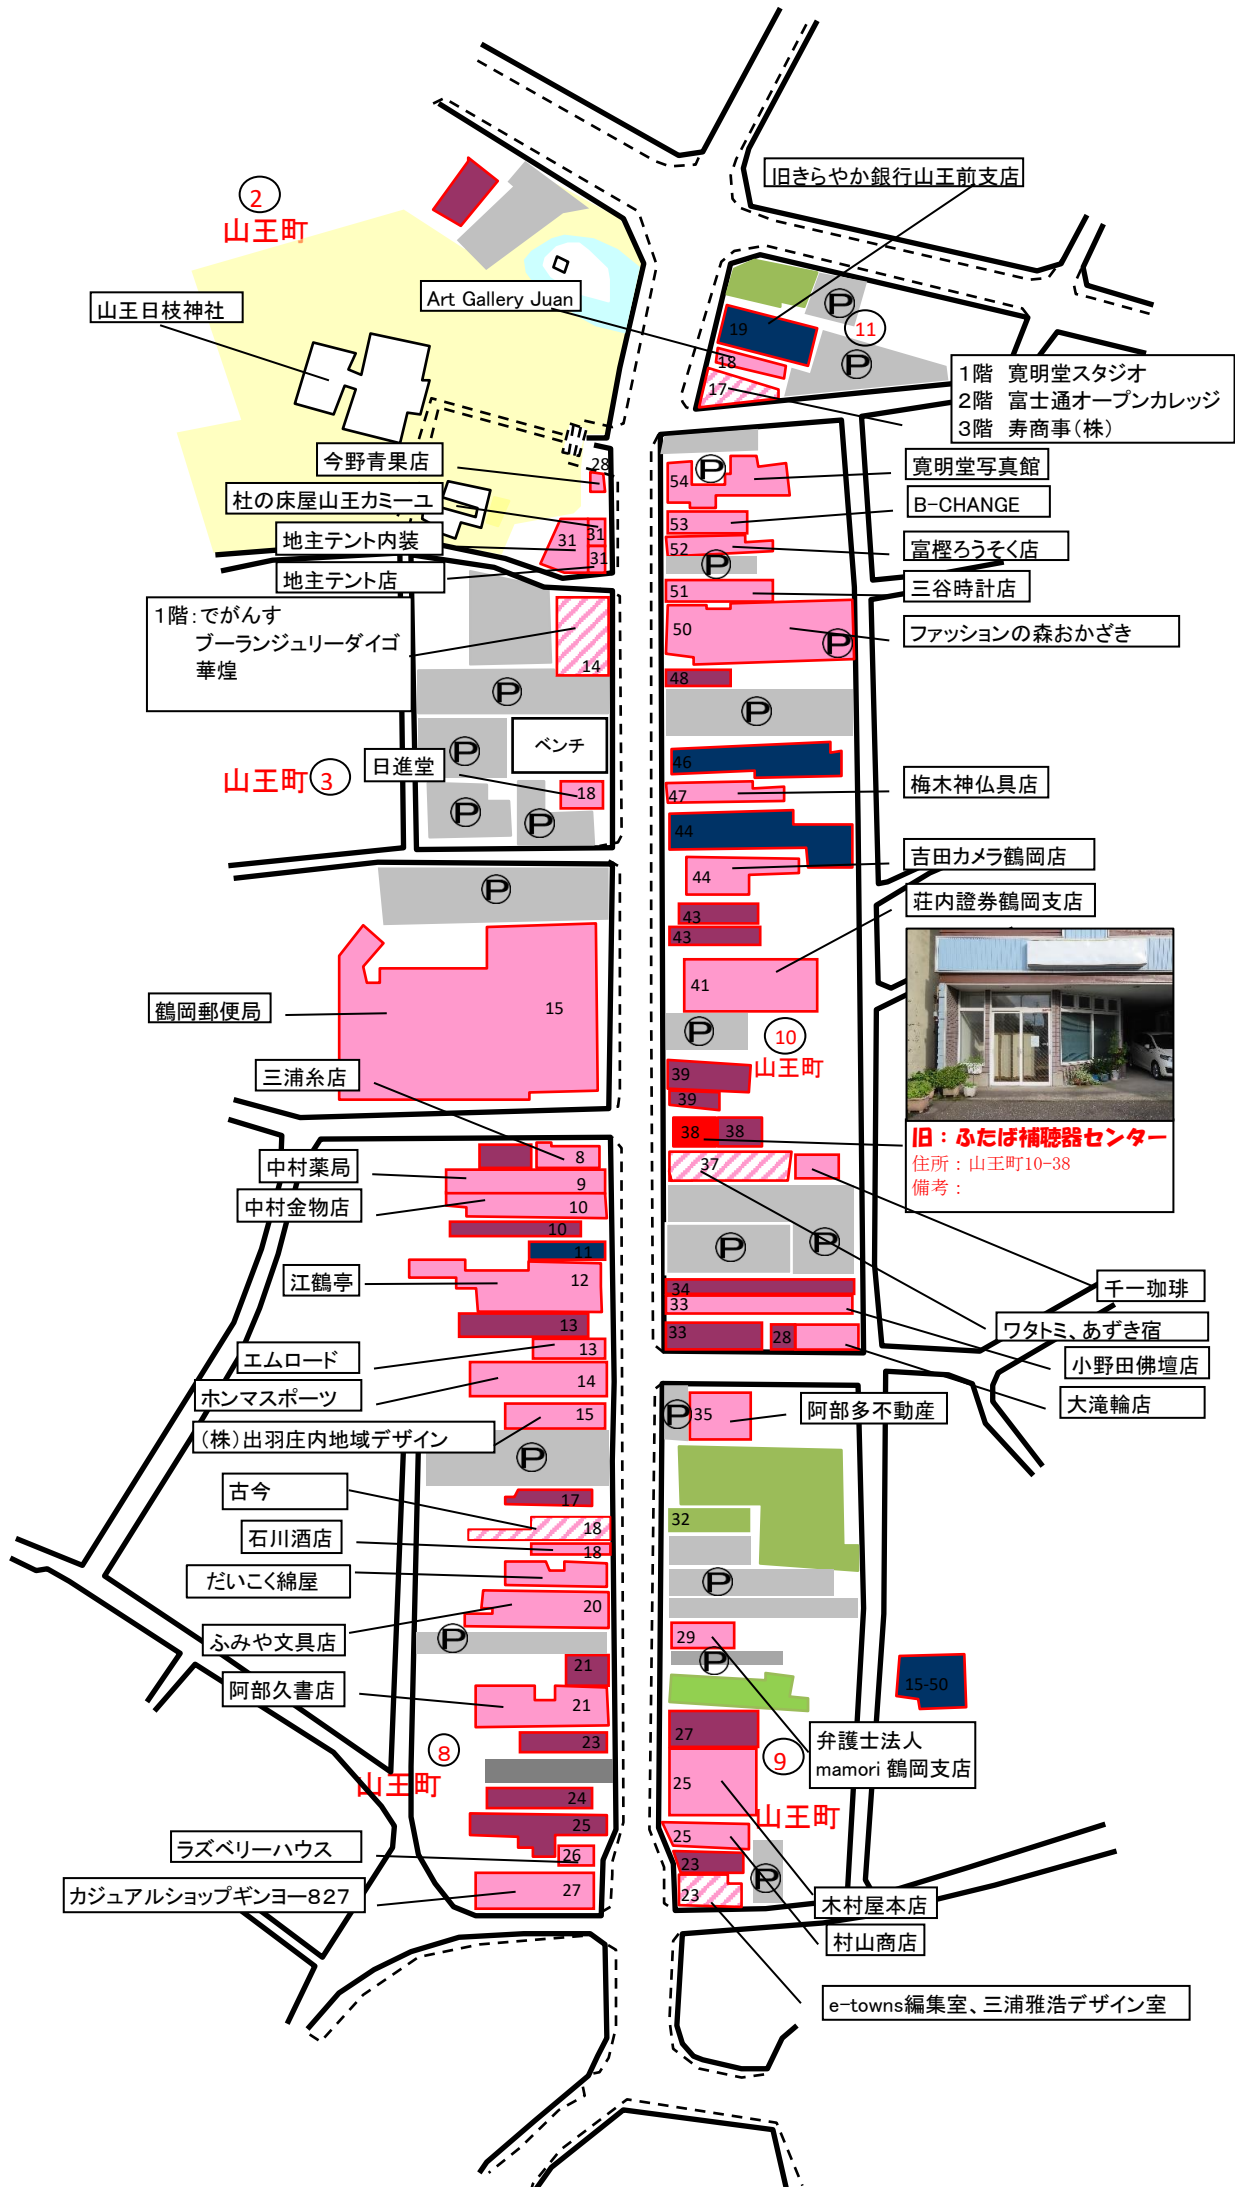 旧きらやか銀行山王前支店
2
山王町
Art Gallery Juan
山王日枝神社
19
11
18
17
1階 寛明堂スタジオ
2階 富士通オープンカレッジ
3階 寿商事(株)
P
P
今野青果店
28
杜の床屋山王カミーユ
31
31
31
地主テント内装
地主テント店
54
P
寛明堂写真館
53
B-CHANGE
52
P
富樫ろうそく店
51
三谷時計店
50
P
ファッションの森おかざき
1階:でがんす
ブーランジュリーダイゴ
華煌
14
48
P
P
ベンチ
P
日進堂
山王町
3
18
P
P
46
47
梅木神仏具店
44
吉田カメラ鶴岡店
44
P
荘内證券鶴岡支店
43
43
41
鶴岡郵便局
15
P
10
山王町
三浦糸店
39
39
38
38
旧:ふたば補聴器センター
住所:山王町10-38
備考:
8
中村薬局
9
37
中村金物店
10
10
P
P
11
江鶴亭
12
34
千一珈琲
33
13
ワタトミ、あずき宿
エムロード
13
33
28
小野田佛壇店
ホンマスポーツ
14
大滝輪店
(株)出羽庄内地域デザイン
15
P
35
阿部多不動産
P
古今
17
18
32
石川酒店
18
だいこく綿屋
P
20
ふみや文具店
P
29
P
21
阿部久書店
21
15-50
23
27
弁護士法人
mamori 鶴岡支店
8
山王町
9
山王町
24
25
25
ラズベリーハウス
26
25
23
カジュアルショップギンヨー827
27
23
P
木村屋本店
村山商店
e-towns編集室、三浦雅浩デザイン室